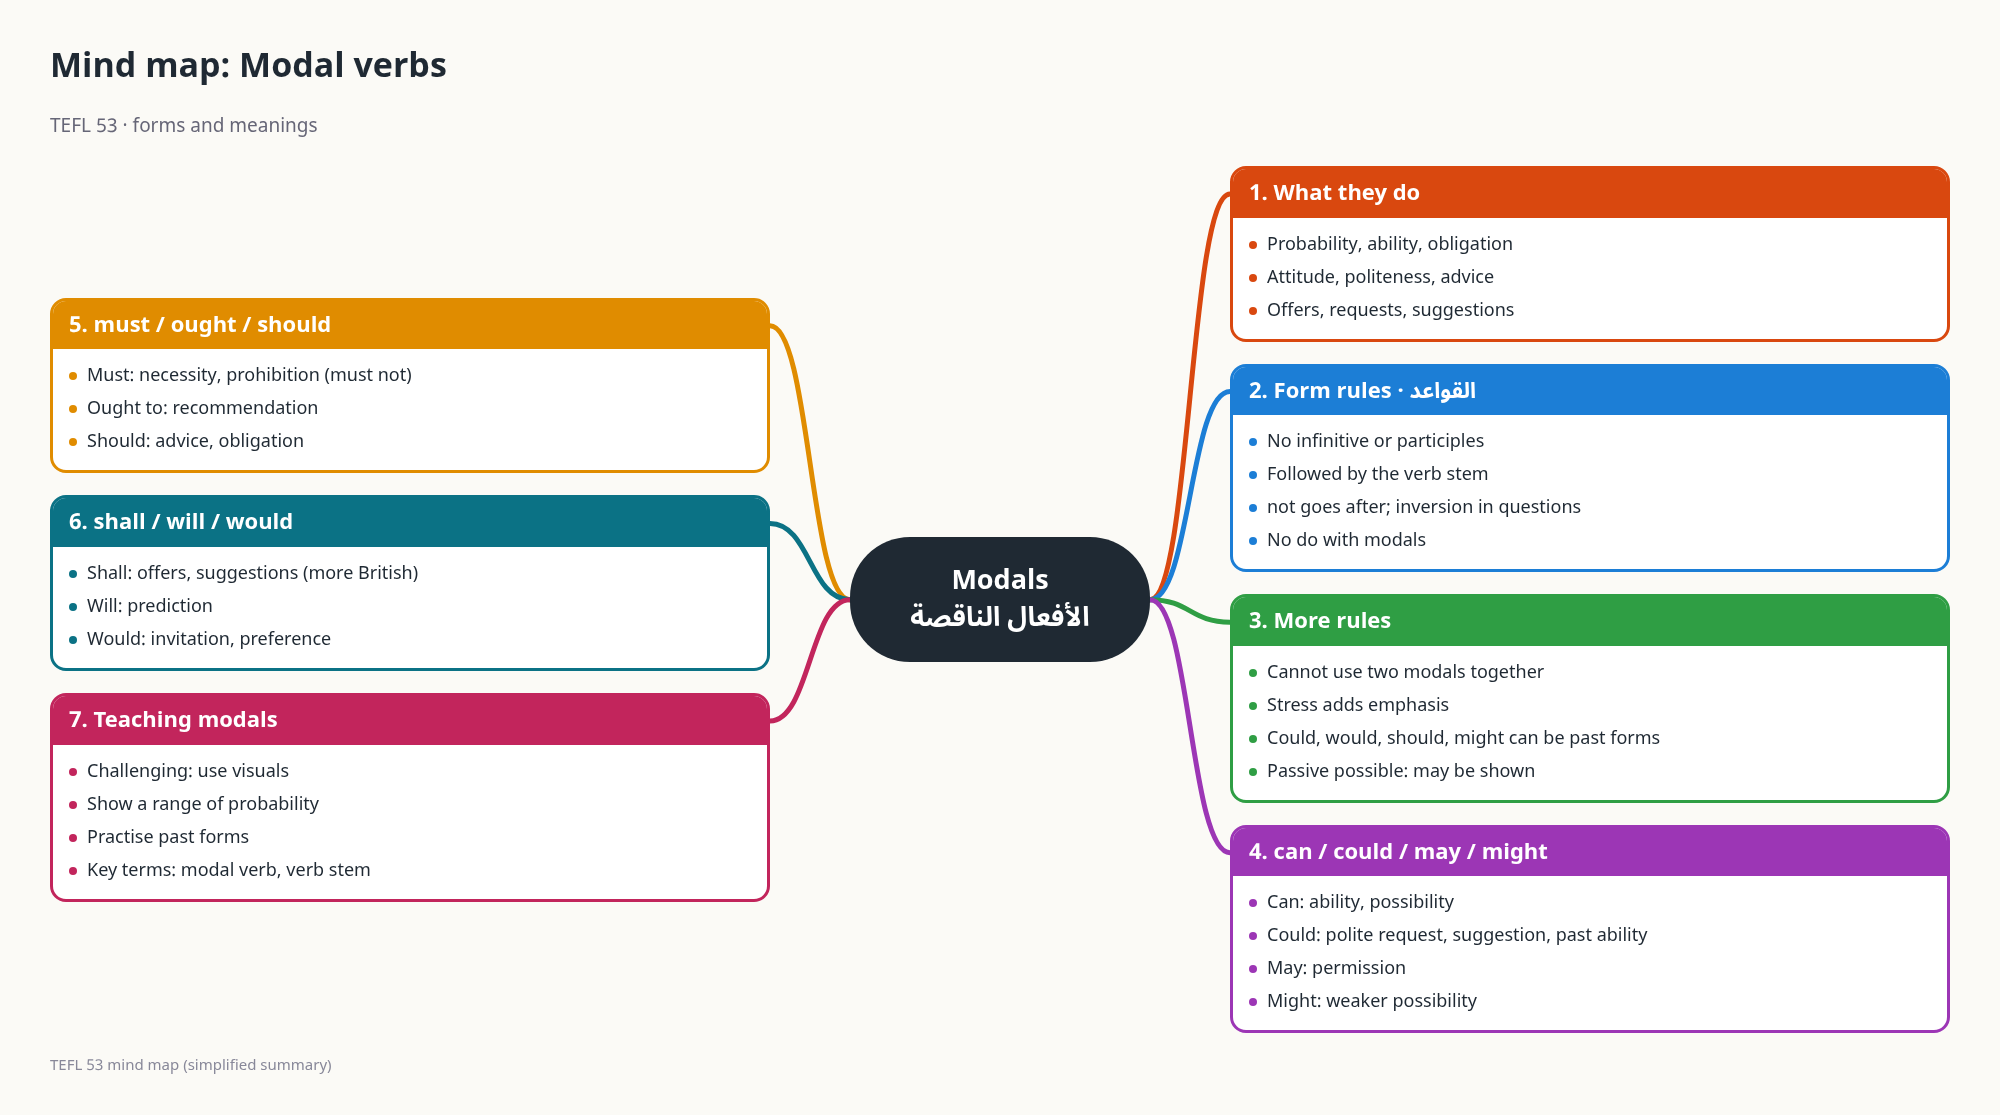 Mind map: Modal verbs
TEFL 53 · forms and meanings
Modals
الأفعال الناقصة
1. What they do
Probability, ability, obligation
Attitude, politeness, advice
Offers, requests, suggestions
2. Form rules · القواعد
No infinitive or participles
Followed by the verb stem
not goes after; inversion in questions
No do with modals
3. More rules
Cannot use two modals together
Stress adds emphasis
Could, would, should, might can be past forms
Passive possible: may be shown
4. can / could / may / might
Can: ability, possibility
Could: polite request, suggestion, past ability
May: permission
Might: weaker possibility
5. must / ought / should
Must: necessity, prohibition (must not)
Ought to: recommendation
Should: advice, obligation
6. shall / will / would
Shall: offers, suggestions (more British)
Will: prediction
Would: invitation, preference
7. Teaching modals
Challenging: use visuals
Show a range of probability
Practise past forms
Key terms: modal verb, verb stem
TEFL 53 mind map (simplified summary)